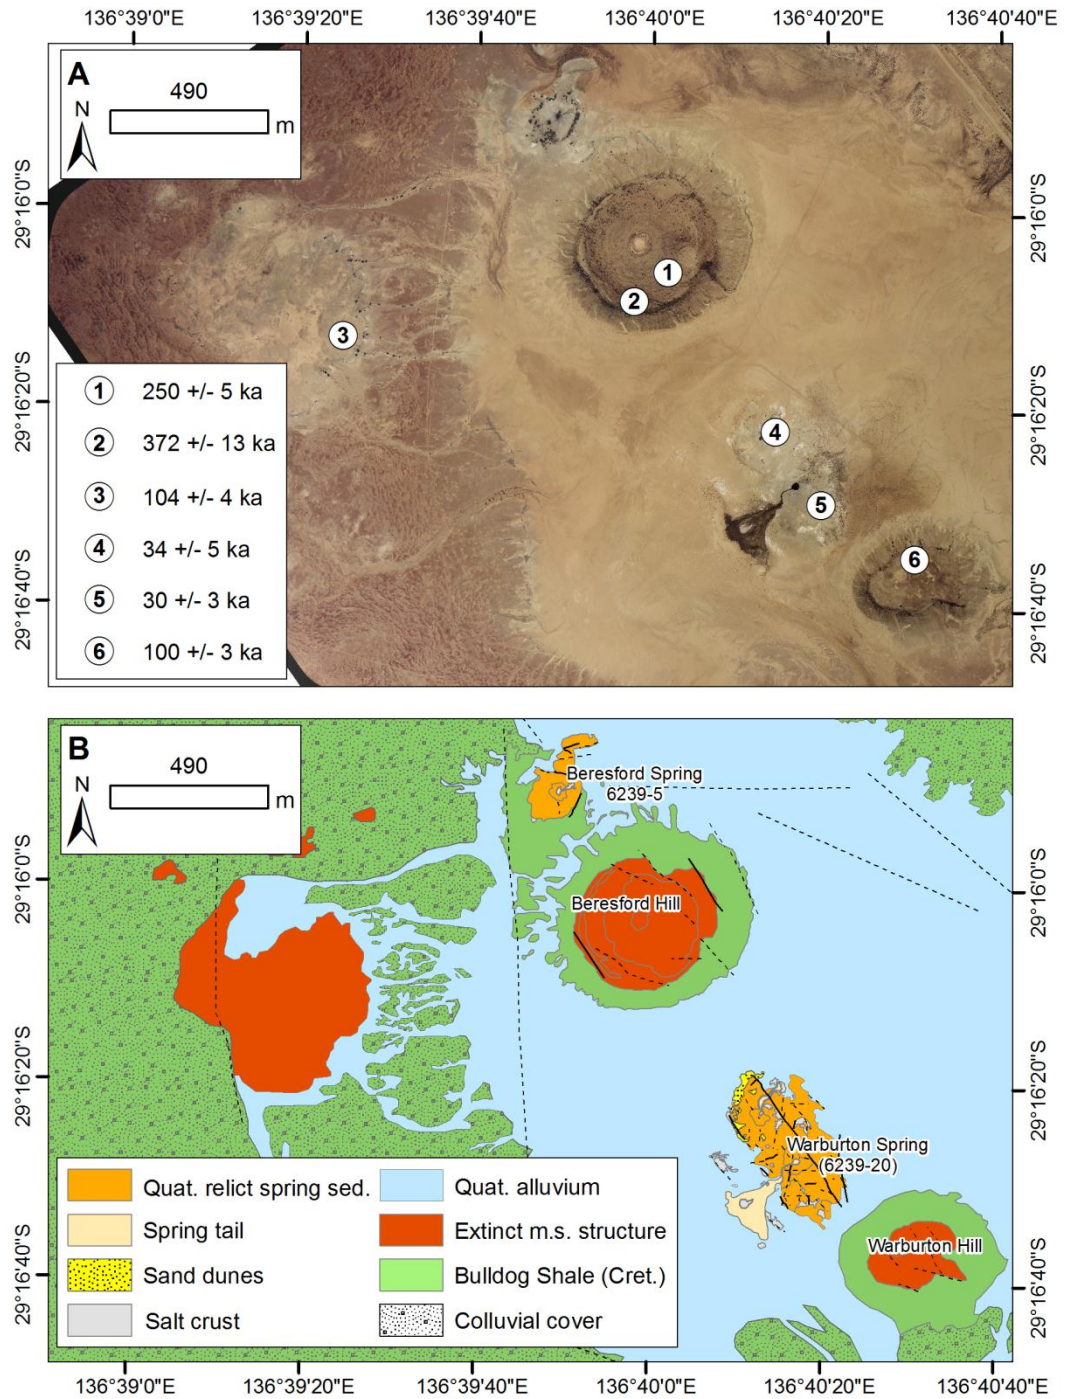 136°39'0"E 136°39'20"E 136°39'40"E 136°40'0"E 136°40'20"E 136°40'40"E
A
490
N
m
29°16'0"S
29°16'0"S
29°16'20"S
29°16'20"S
29°16'40"S
29°16'40"S
1
2
3
4
5
6
1 250 +/- 5 ka
2 372 +/- 13 ka
3 104 +/- 4 ka
4 34 +/- 5 ka
5 30 +/- 3 ka
6 100 +/- 3 ka
B
490
N
m
Beresford Spring
6239-5
Beresford Hill
Warburton Spring
(6239-20)
Warburton Hill
29°16'0"S
29°16'0"S
29°16'20"S
29°16'20"S
29°16'40"S
29°16'40"S
Quat. relict spring sed.
Spring tail
Sand dunes
Salt crust
Quat. alluvium
Extinct m.s. structure
Bulldog Shale (Cret.)
Colluvial cover
136°39'0"E 136°39'20"E 136°39'40"E 136°40'0"E 136°40'20"E 136°40'40"E